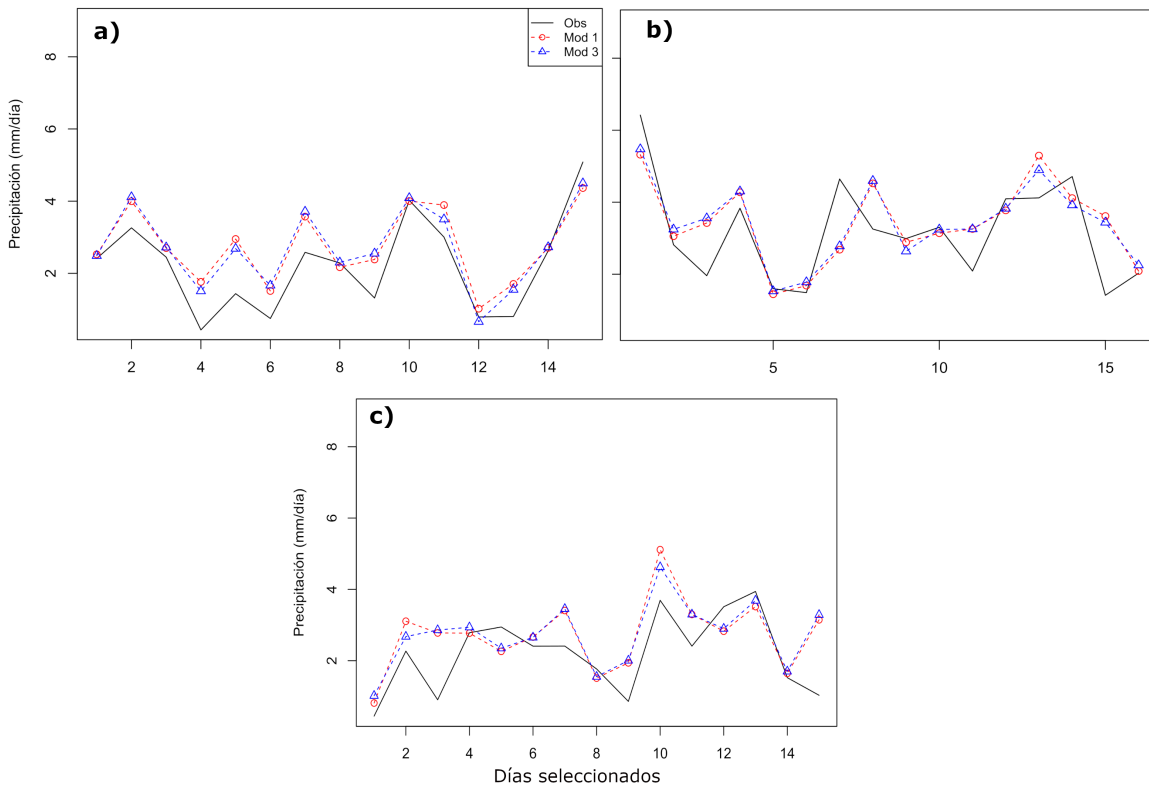 a)
Obs
Mod 1
Mod 3
Precipitación (mm/día)
8
6
4
2
2 4 6 8 10 12 14
b)
5 10 15
c)
Precipitación (mm/día)
8
6
4
2
2 4 6 8 10 12 14
Días seleccionados